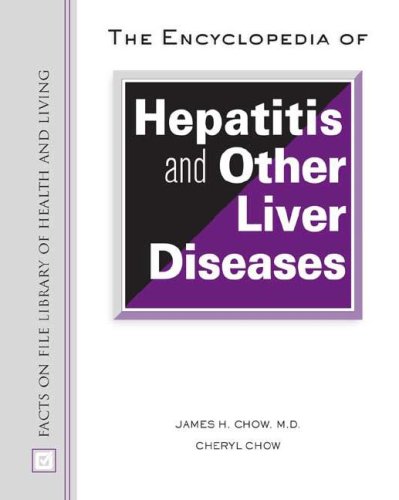 THE ENCYCLOPEDIA OF
Hepatitis
and Other
Liver
Diseases
JAMES H. CHOW, M.D.
CHERYL CHOW
FACTS ON FILE LIBRARY OF HEALTH AND LIVING